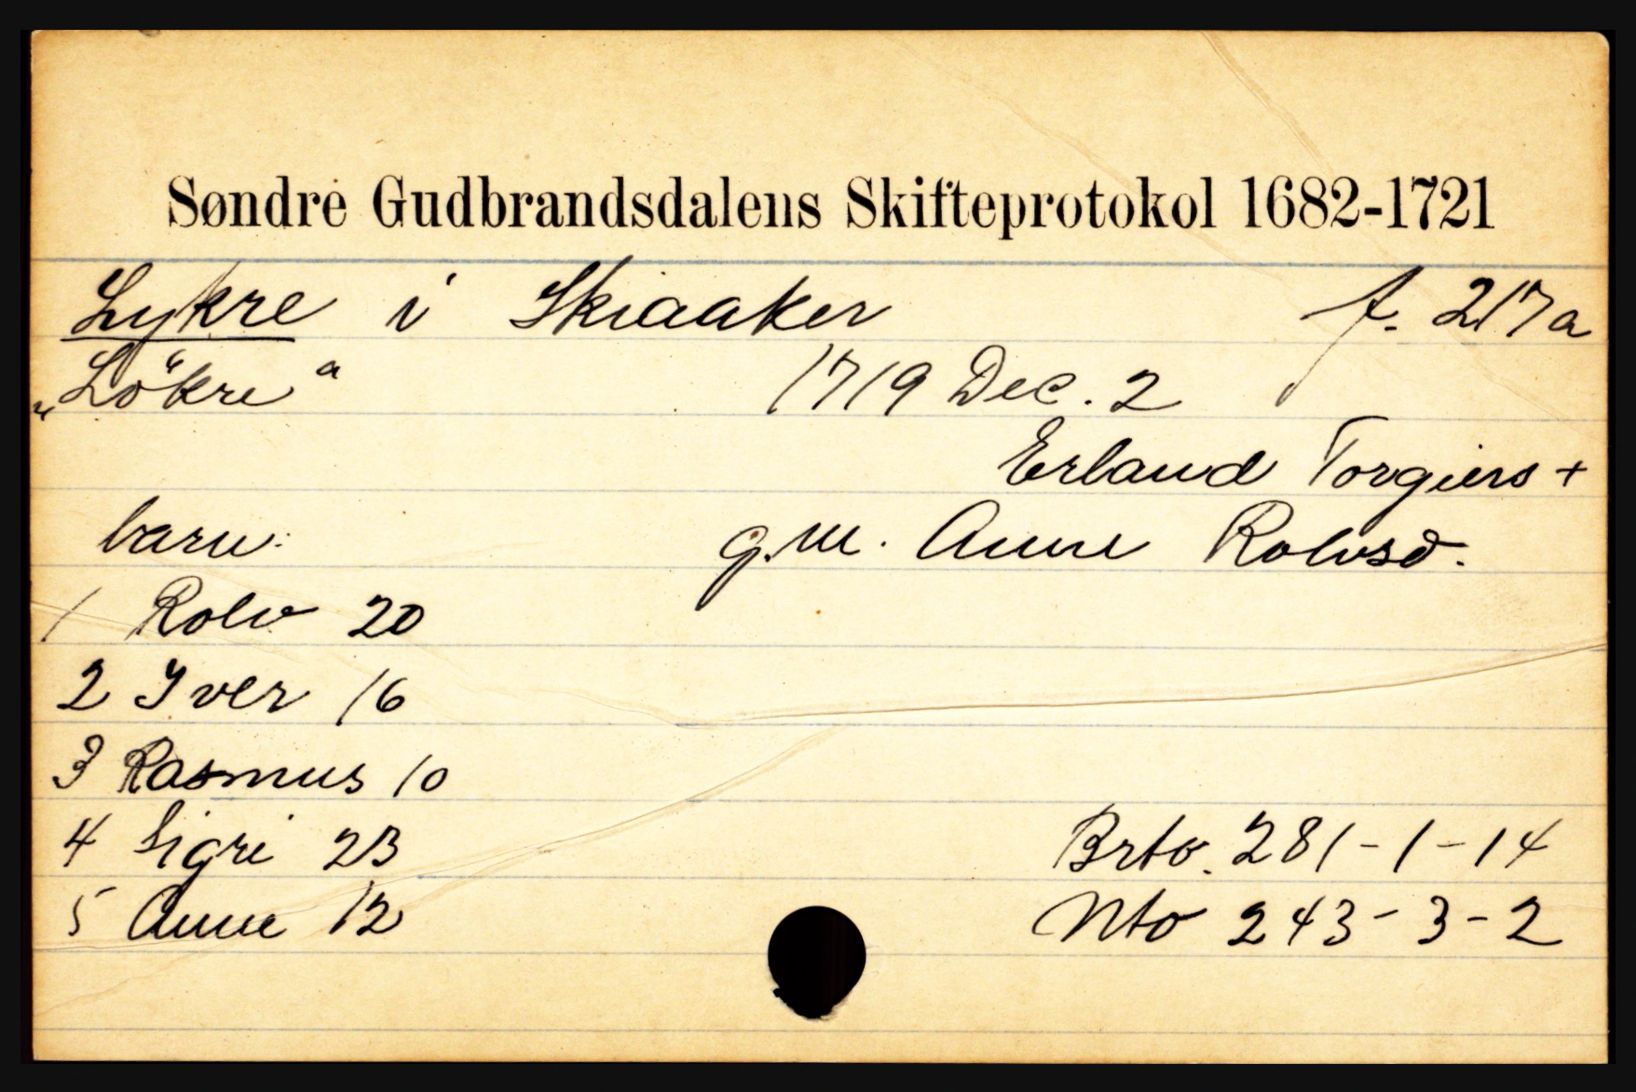 Søndre Gudbrandsdalens Skifteprotokol 1682-1721
Lykre i Skiaaker f. 217a
"Lökre" 1719 Dec. 2
Erland Torgiers +
barn: g.m. Anne Rolvsd.
1 Rolv 20
2 Iver 16
3 Rasmus 10
4 Sigri 23 Brto. 281-1-14
5 Anne 12 Nto 243-3-2